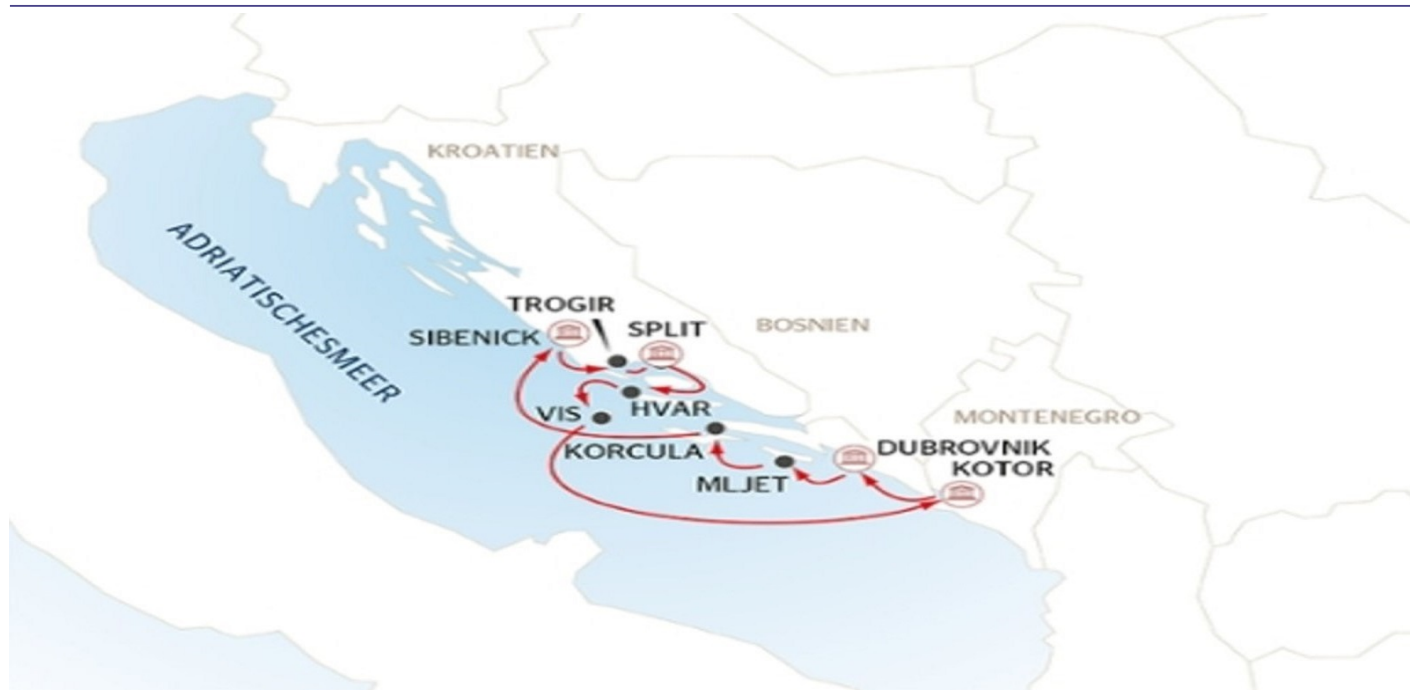 KROATIEN
ADRIATISCHESMEER
TROGIR
SPLIT
SIBENICK
BOSNIEN
VIS
HVAR
MONTENEGRO
KORCULA
DUBROVNIK
KOTOR
MLJET